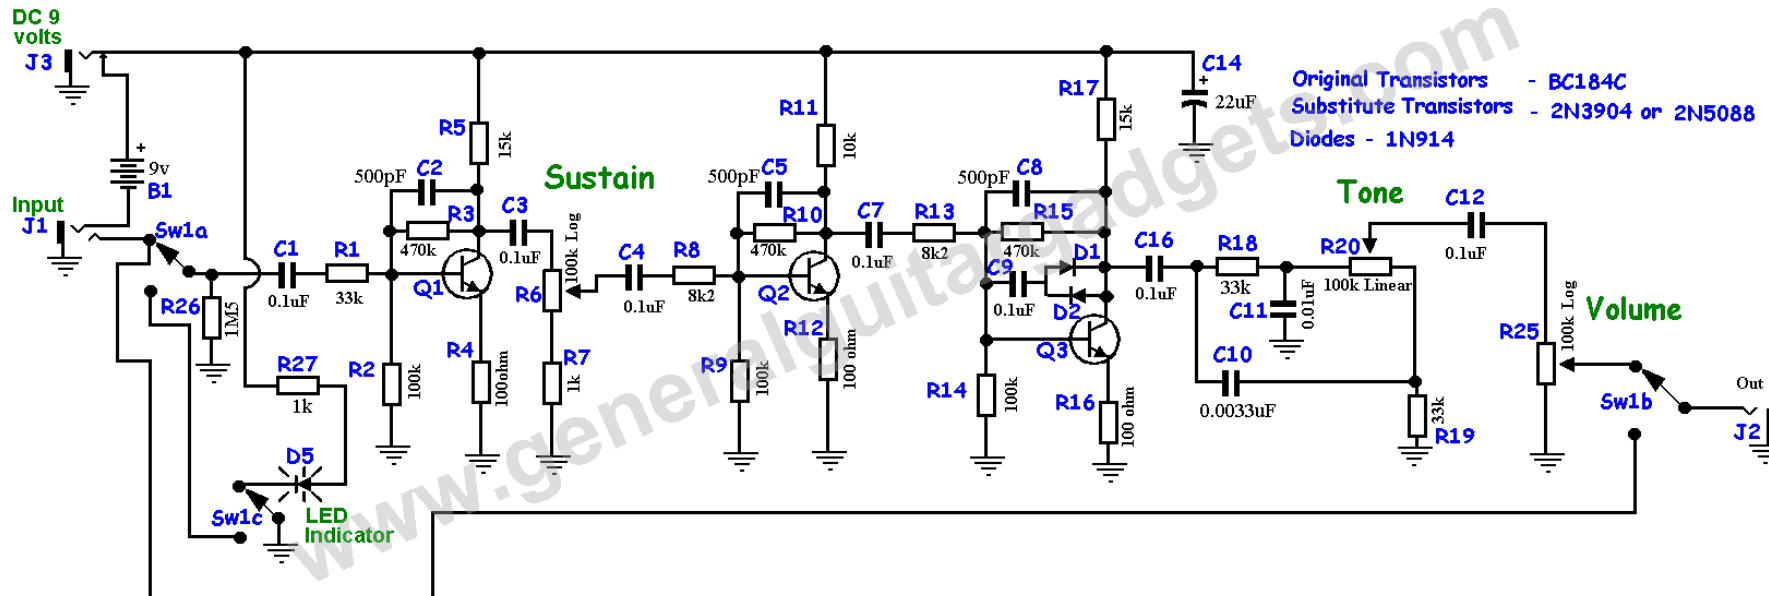 DC 9
volts
J3
9v
B1
Input
J1
Sw1a
R26
1M5
C1
0.1uF
R1
33k
R27
1k
D5
LED
Indicator
Sw1c
R5
15k
C2
500pF
R3
470k
Q1
R2
100k
R4
100ohm
C3
0.1uF
Sustain
100k Log
R6
R7
1k
C4
0.1uF
R8
8k2
R11
10k
C5
500pF
R10
470k
Q2
R9
100k
R12
100 ohm
C7
0.1uF
R13
8k2
R17
15k
C8
500pF
R15
470k
C9
0.1uF
D1
D2
Q3
R14
100k
R16
100 ohm
C14
+
22uF
Original Transistors - BC184C
Substitute Transistors - 2N3904 or 2N5088
Diodes - 1N914
C16
0.1uF
R18
33k
C11
0.01uF
C10
0.0033uF
Tone
R20
100k Linear
R19
33k
C12
0.1uF
Volume
R25
100k Log
Sw1b
Out
J2
www.generalguitargadgets.com